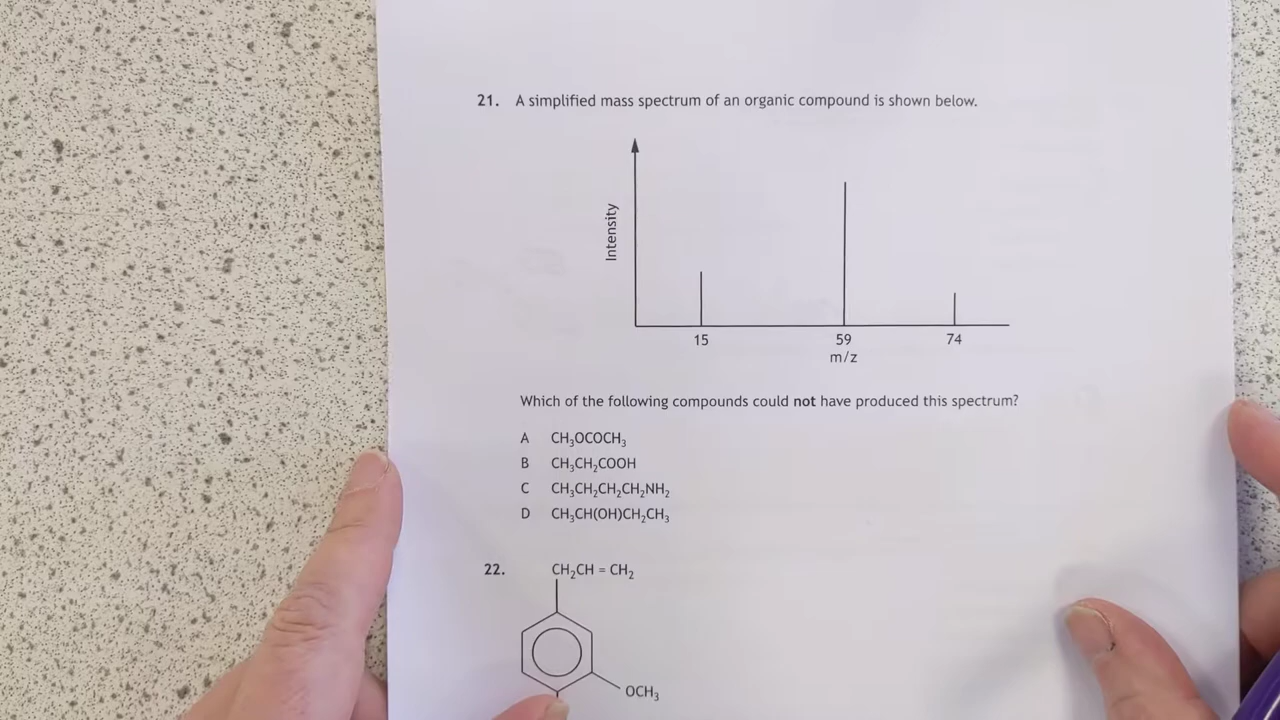 21. A simplified mass spectrum of an organic compound is shown below.
Intensity
15 59 74
m/z
Which of the following compounds could not have produced this spectrum?
A CH₃OCOCH₃
B CH₃CH₂COOH
C CH₃CH₂CH₂CH₂NH₂
D CH₃CH(OH)CH₂CH₃
22. CH₂CH = CH₂
OCH₃